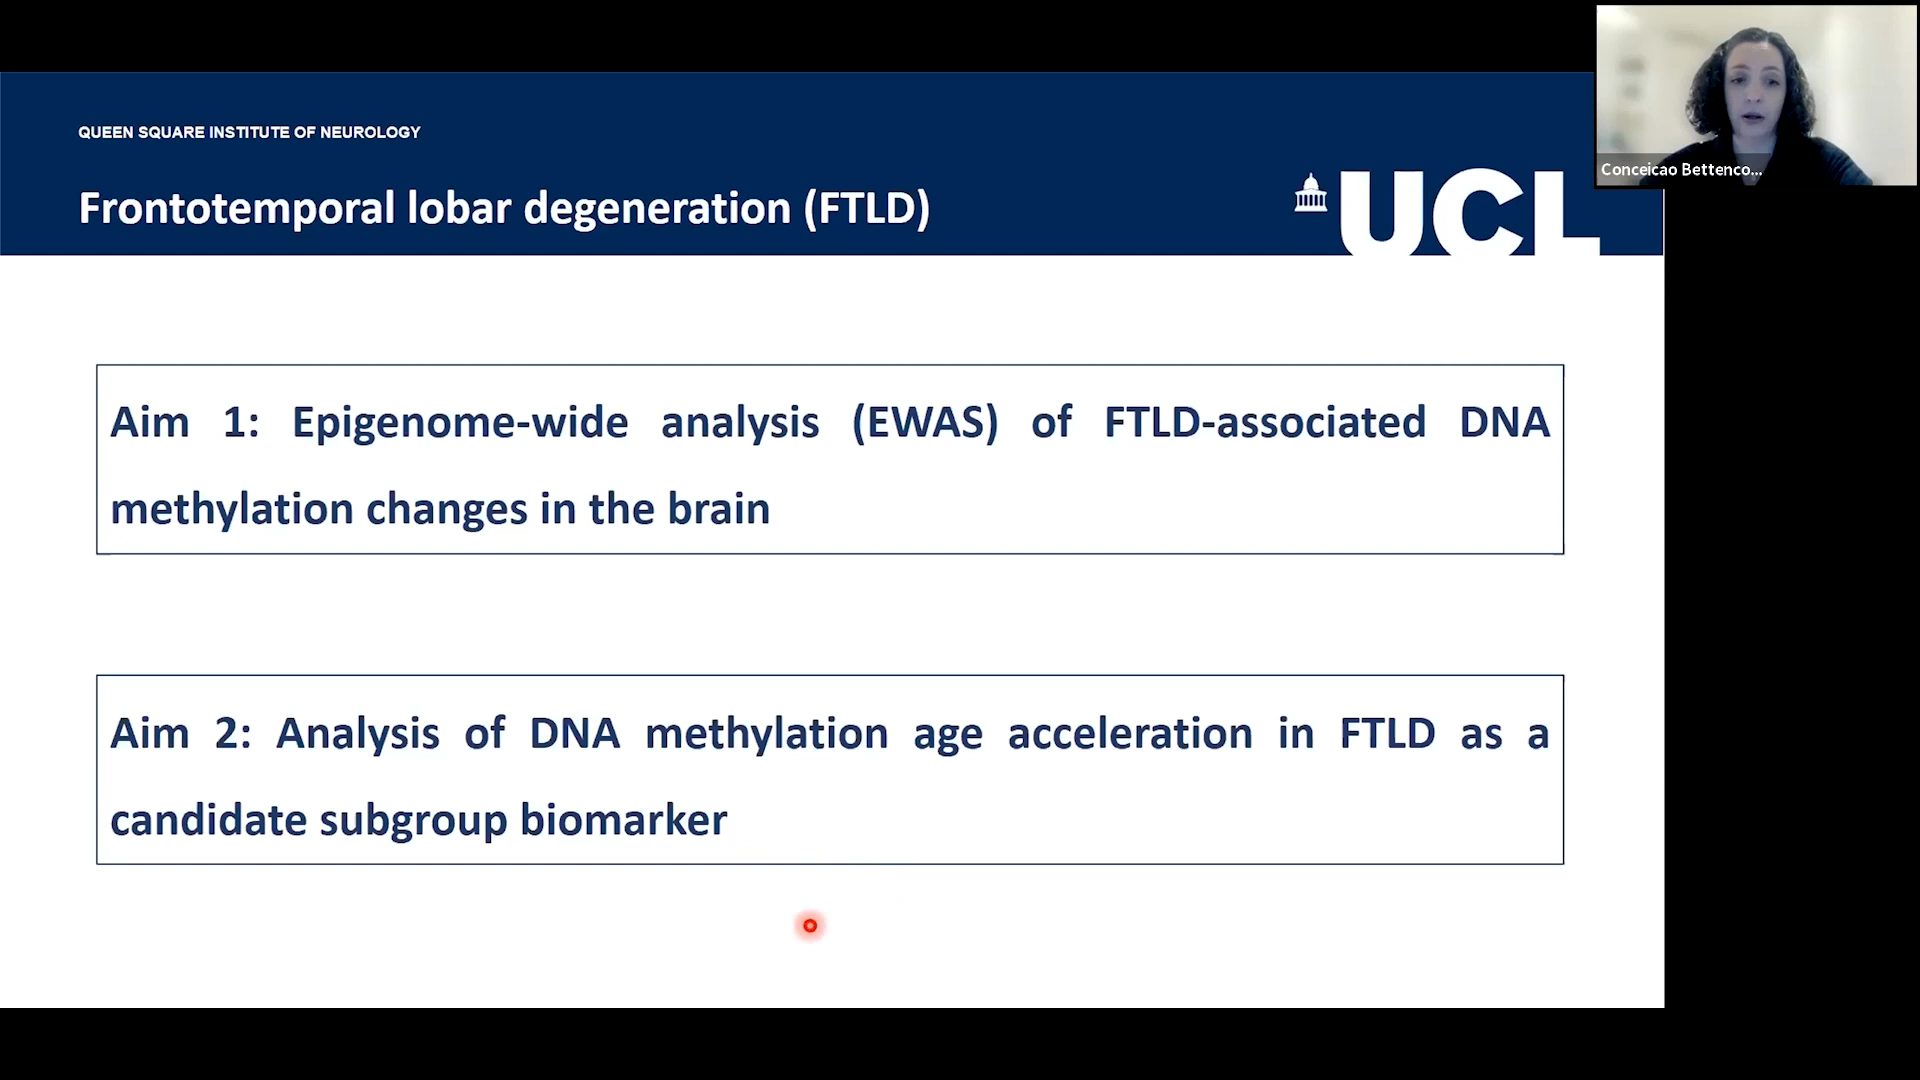 QUEEN SQUARE INSTITUTE OF NEUROLOGY
Frontotemporal lobar degeneration (FTLD)
UCL
Conceicao Bettenco...
Aim 1: Epigenome-wide analysis (EWAS) of FTLD-associated DNA
methylation changes in the brain
Aim 2: Analysis of DNA methylation age acceleration in FTLD as a
candidate subgroup biomarker